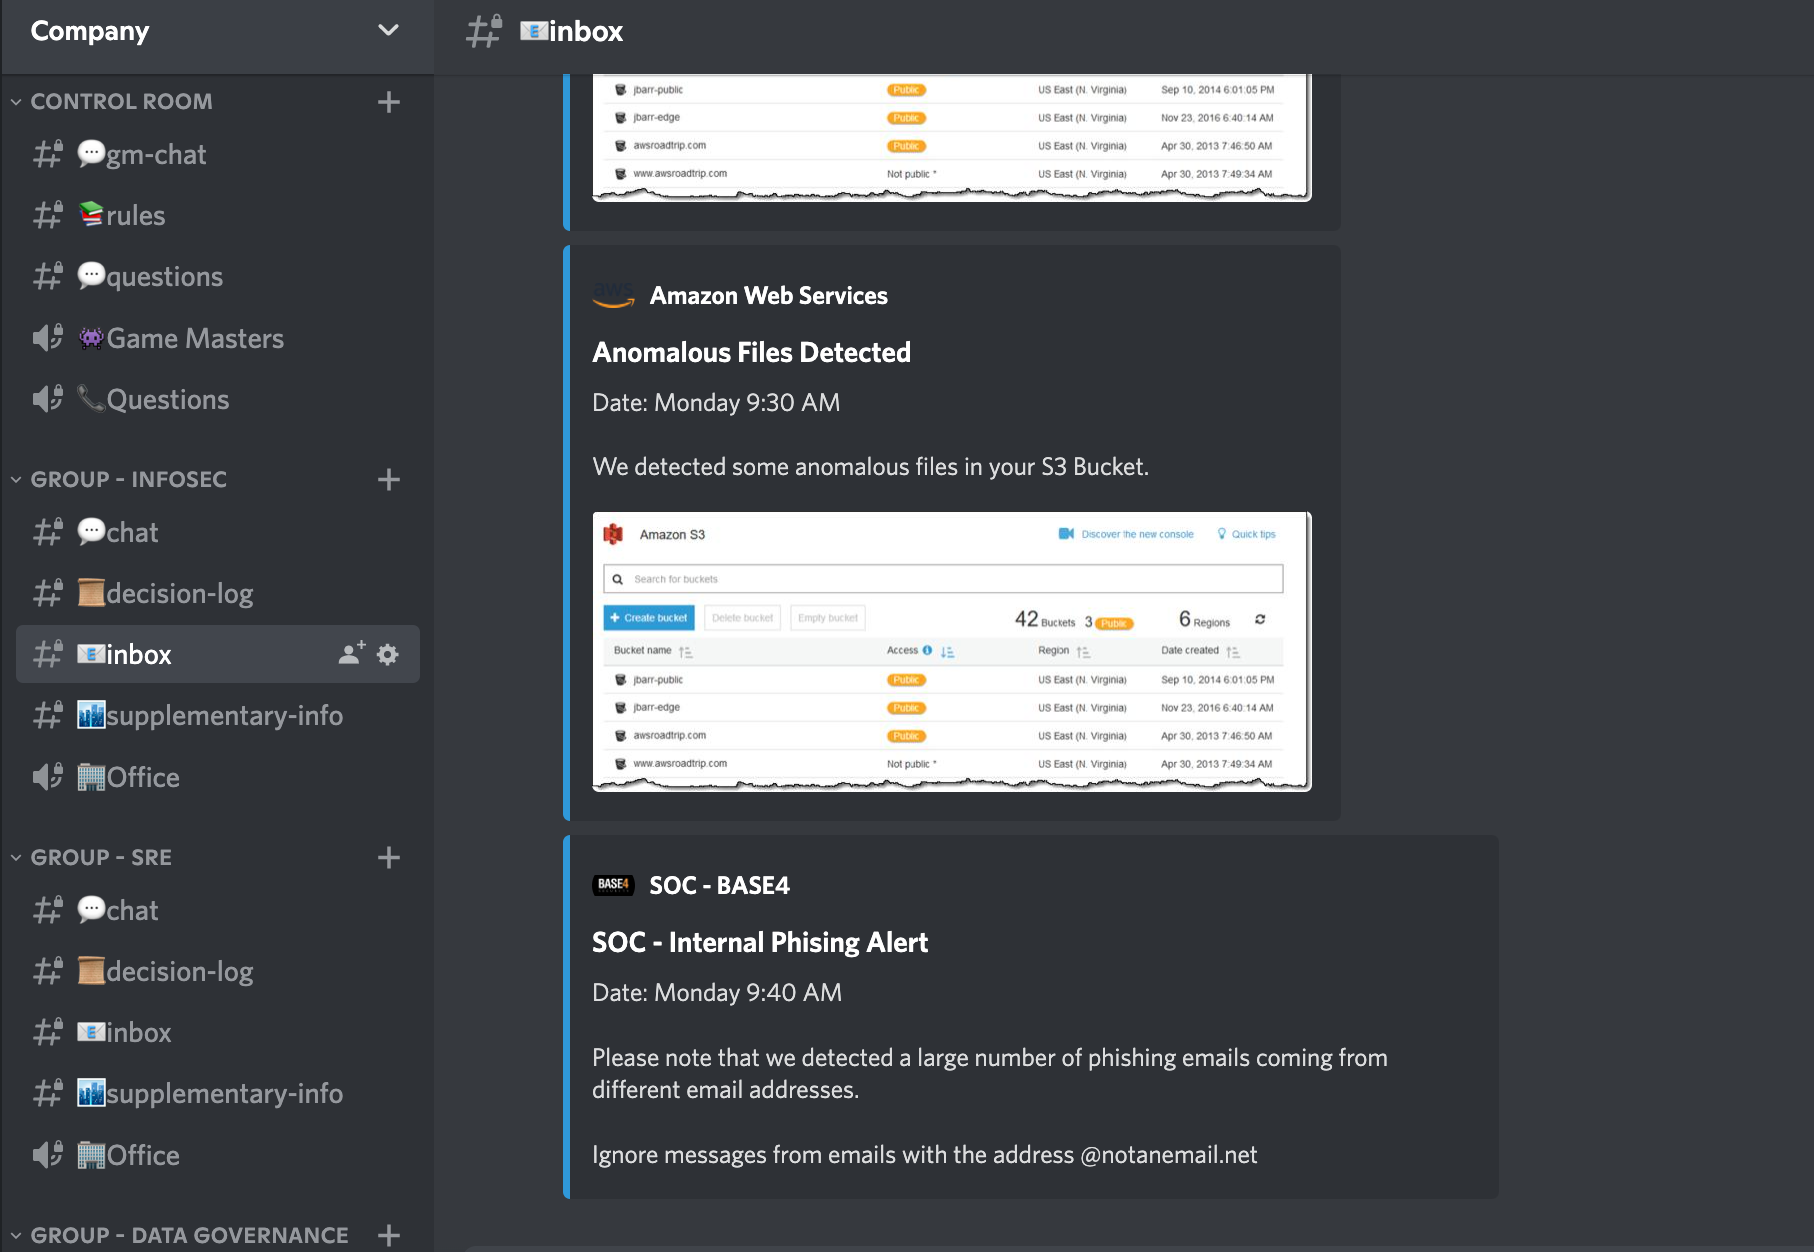 Company
CONTROL ROOM
gm-chat
rules
questions
Game Masters
Questions
GROUP - INFOSEC
chat
decision-log
inbox
supplementary-info
Office
GROUP - SRE
chat
decision-log
inbox
supplementary-info
Office
GROUP - DATA GOVERNANCE
inbox
jbarr-public Public US East (N. Virginia) Sep 10, 2014 6:01:05 PM
jbarr-edge Public US East (N. Virginia) Nov 23, 2016 6:40:14 AM
awsroadtrip.com Public US East (N. Virginia) Apr 30, 2013 7:46:50 AM
www.awsroadtrip.com Not public * US East (N. Virginia) Apr 30, 2013 7:49:34 AM
aws Amazon Web Services
Anomalous Files Detected
Date: Monday 9:30 AM
We detected some anomalous files in your S3 Bucket.
Amazon S3 Discover the new console Quick tips
Search for buckets
+ Create bucket Delete bucket Empty bucket 42 Buckets 3 Public 6 Regions
Bucket name Access Region Date created
jbarr-public Public US East (N. Virginia) Sep 10, 2014 6:01:05 PM
jbarr-edge Public US East (N. Virginia) Nov 23, 2016 6:40:14 AM
awsroadtrip.com Public US East (N. Virginia) Apr 30, 2013 7:46:50 AM
www.awsroadtrip.com Not public * US East (N. Virginia) Apr 30, 2013 7:49:34 AM
BASE4 SOC - BASE4
SOC - Internal Phising Alert
Date: Monday 9:40 AM
Please note that we detected a large number of phishing emails coming from
different email addresses.
Ignore messages from emails with the address @notanemail.net